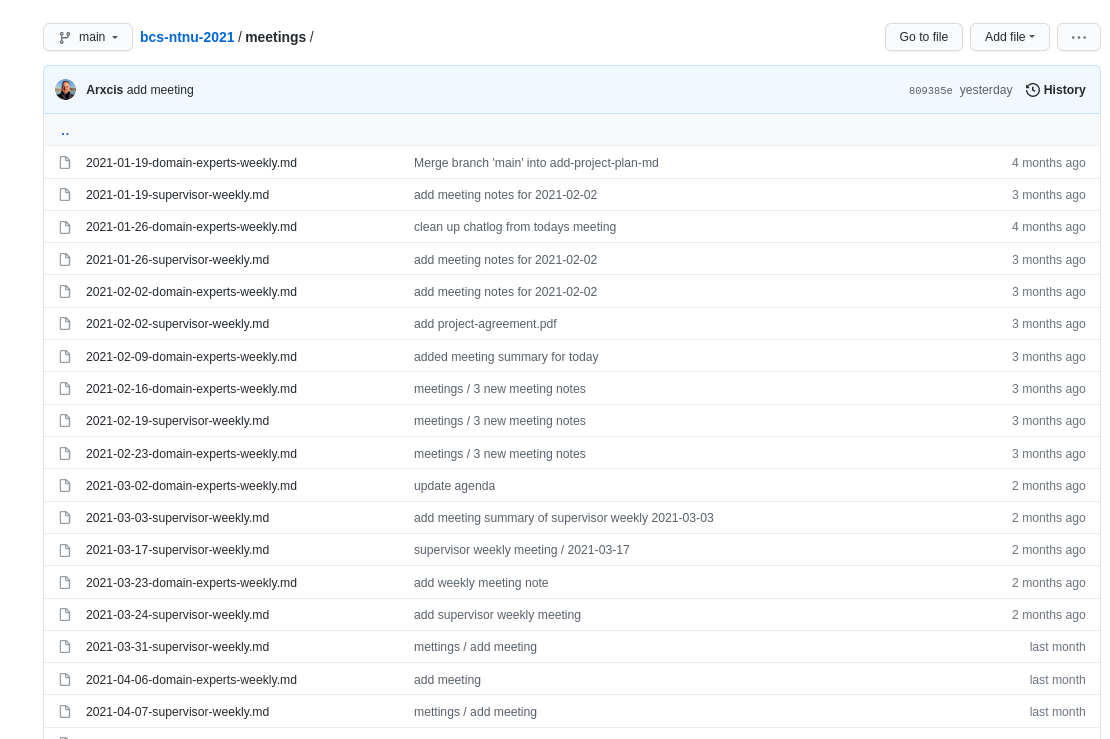 main bcs-ntnu-2021 / meetings / Go to file Add file ...
Arxcis add meeting 809385e yesterday History
..
2021-01-19-domain-experts-weekly.md Merge branch 'main' into add-project-plan-md 4 months ago
2021-01-19-supervisor-weekly.md add meeting notes for 2021-02-02 3 months ago
2021-01-26-domain-experts-weekly.md clean up chatlog from todays meeting 4 months ago
2021-01-26-supervisor-weekly.md add meeting notes for 2021-02-02 3 months ago
2021-02-02-domain-experts-weekly.md add meeting notes for 2021-02-02 3 months ago
2021-02-02-supervisor-weekly.md add project-agreement.pdf 3 months ago
2021-02-09-domain-experts-weekly.md added meeting summary for today 3 months ago
2021-02-16-domain-experts-weekly.md meetings / 3 new meeting notes 3 months ago
2021-02-19-supervisor-weekly.md meetings / 3 new meeting notes 3 months ago
2021-02-23-domain-experts-weekly.md meetings / 3 new meeting notes 3 months ago
2021-03-02-domain-experts-weekly.md update agenda 2 months ago
2021-03-03-supervisor-weekly.md add meeting summary of supervisor weekly 2021-03-03 2 months ago
2021-03-17-supervisor-weekly.md supervisor weekly meeting / 2021-03-17 2 months ago
2021-03-23-domain-experts-weekly.md add weekly meeting note 2 months ago
2021-03-24-supervisor-weekly.md add supervisor weekly meeting 2 months ago
2021-03-31-supervisor-weekly.md mettings / add meeting last month
2021-04-06-domain-experts-weekly.md add meeting last month
2021-04-07-supervisor-weekly.md mettings / add meeting last month